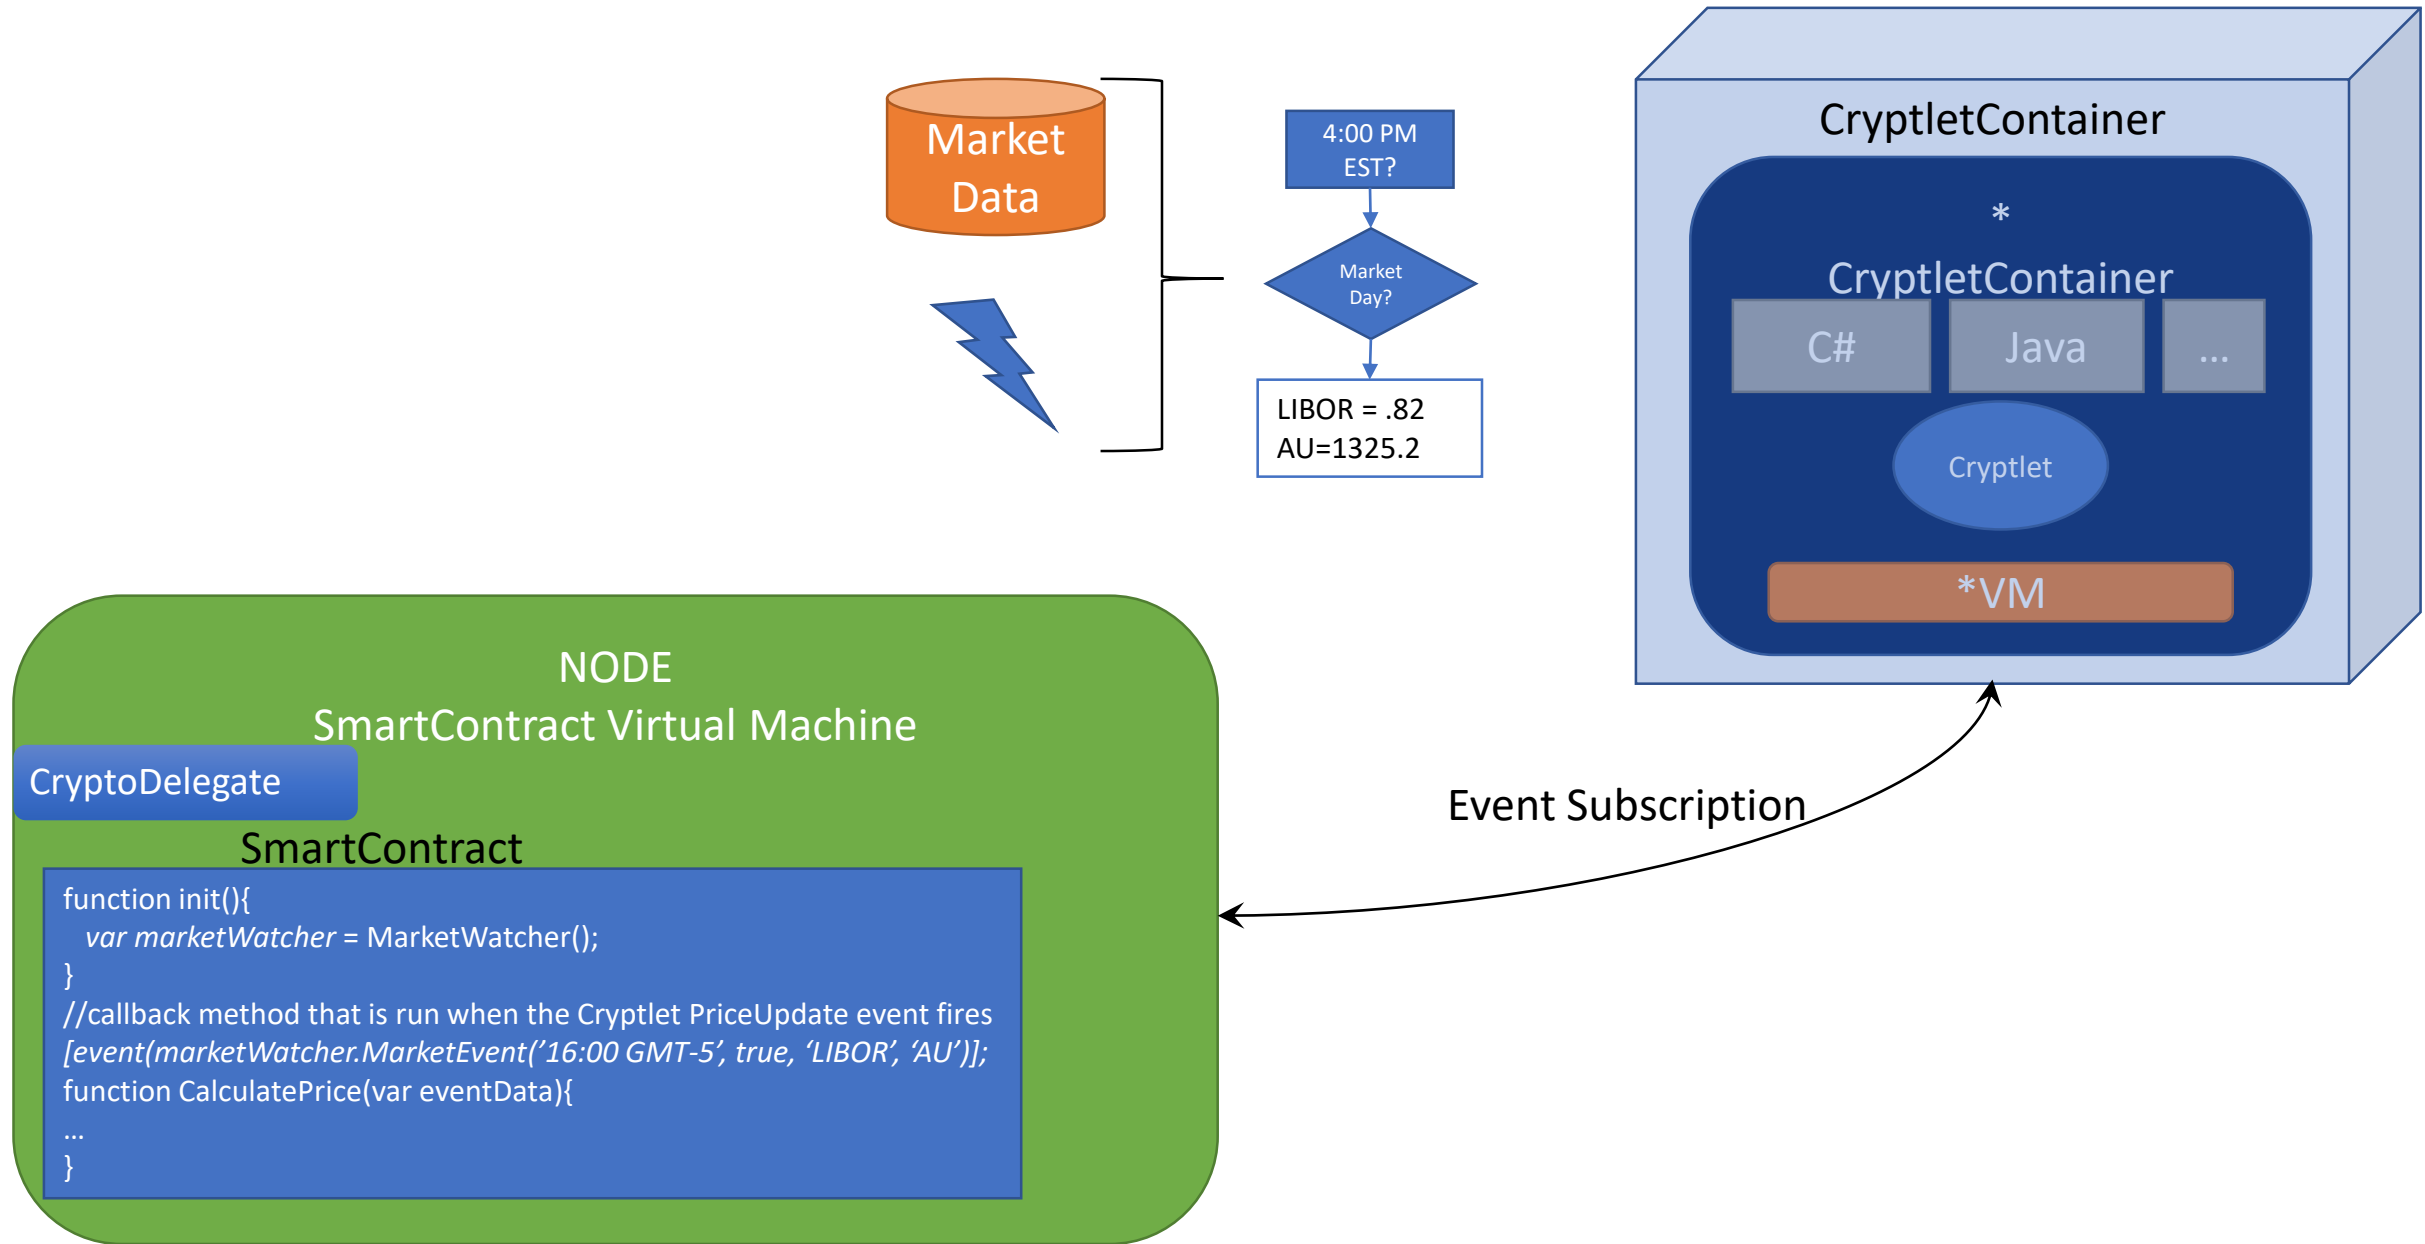 Market
Data
4:00 PM
EST?
Market
Day?
LIBOR = .82
AU=1325.2
CryptletContainer
*
CryptletContainer
C#
Java
...
Cryptlet
*VM
Event Subscription
NODE
SmartContract Virtual Machine
CryptoDelegate
SmartContract
function init(){
var marketWatcher = MarketWatcher();
}
//callback method that is run when the Cryptlet PriceUpdate event fires
[event(marketWatcher.MarketEvent(’16:00 GMT-5’, true, ‘LIBOR’, ‘AU’)];
function CalculatePrice(var eventData){
...
}